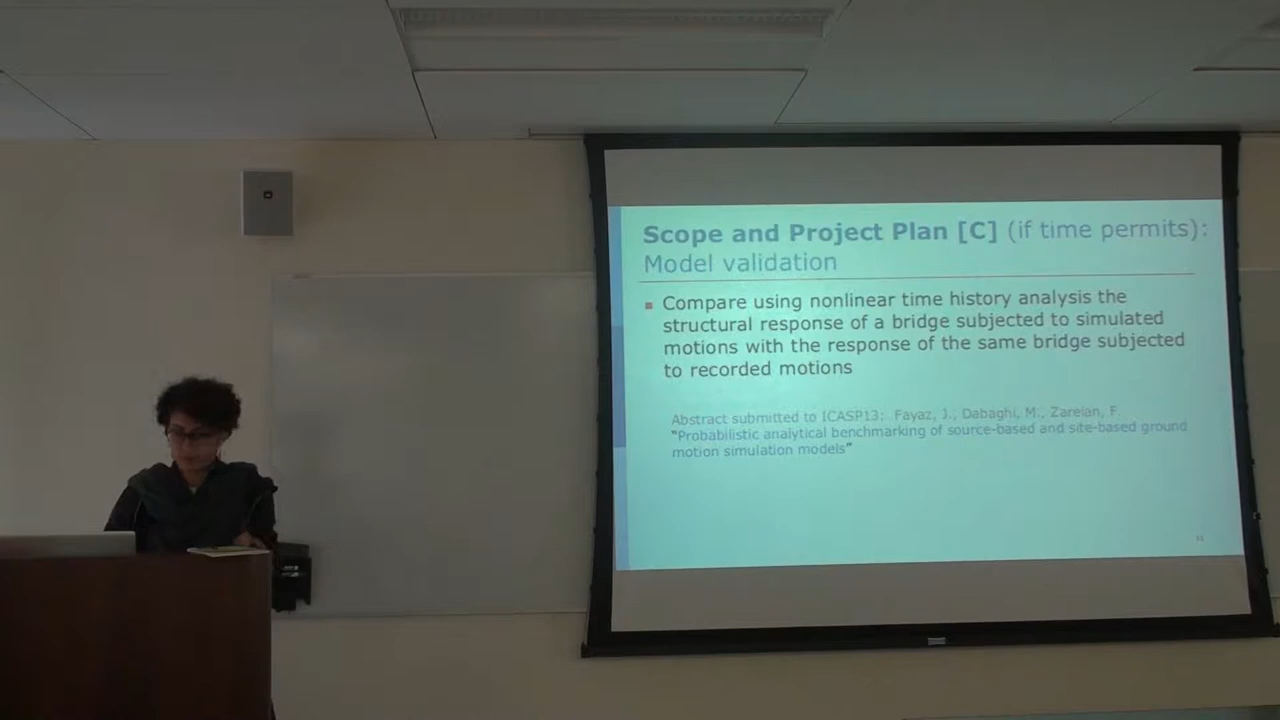 Scope and Project Plan [C] (if time permits):
Model validation
Compare using nonlinear time history analysis the
structural response of a bridge subjected to simulated
motions with the response of the same bridge subjected
to recorded motions
Abstract submitted to ICASP13: Fayaz, J., Dabaghi, M., Zareian, F.
"Probabilistic analytical benchmarking of source-based and site-based ground
motion simulation models"